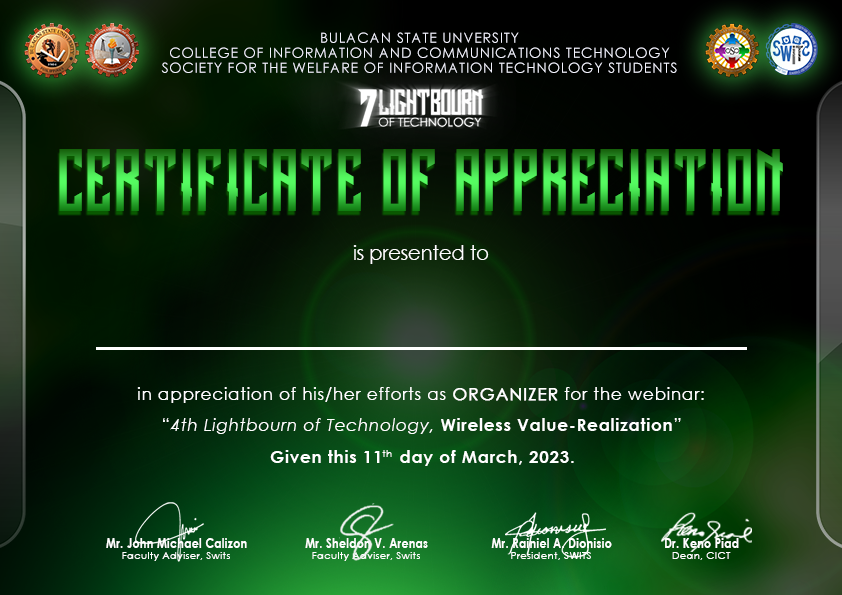 BULACAN STATE UNVERSITY
COLLEGE OF INFORMATION AND COMMUNICATIONS TECHNOLOGY
SOCIETY FOR THE WELFARE OF INFORMATION TECHNOLOGY STUDENTS
SWITS
7 LIGHTBOURN
OF TECHNOLOGY
CERTIFICATE OF APPRECIATION
is presented to
in appreciation of his/her efforts as ORGANIZER for the webinar:
“4th Lightbourn of Technology, Wireless Value-Realization”
Given this 11th day of March, 2023.
Mr. John Michael Calizon Mr. Sheldon V. Arenas Mr. Rainiel A. Dionisio Dr. Keno Piad
Faculty Adviser, Swits Faculty Adviser, Swits President, SWITS Dean, CICT